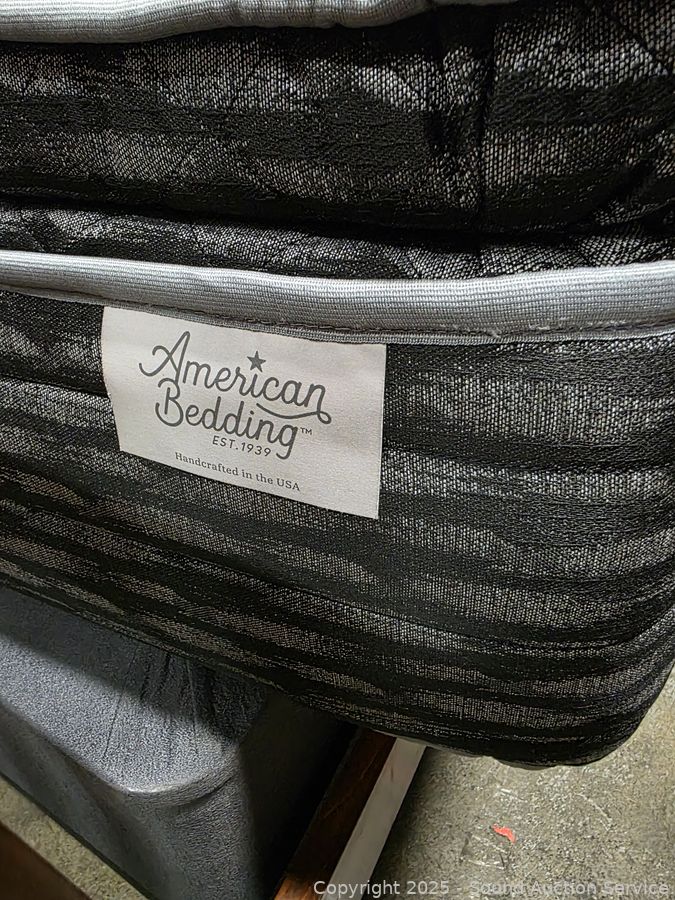 American
Bedding™
EST. 1939
Handcrafted in the USA
Copyright 2025 - Sound Auction Service